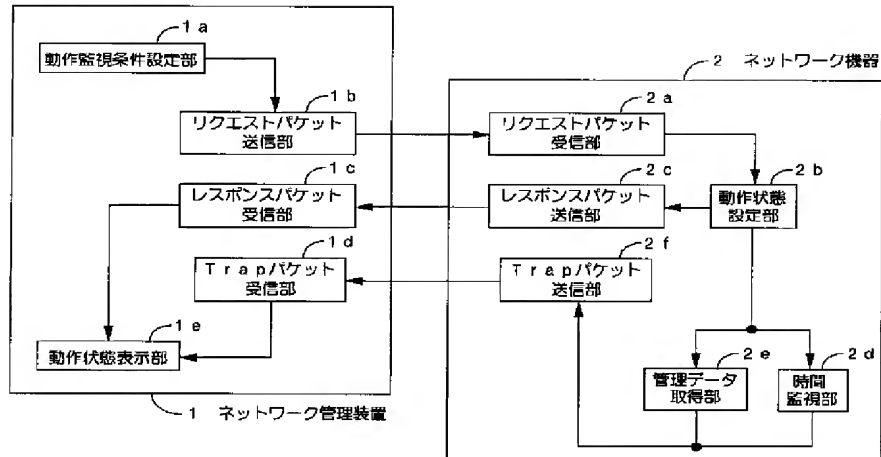 1a
動作監視条件設定部
1b
リクエストパケット
送信部
1c
レスポンスパケット
受信部
1d
Trapパケット
受信部
1e
動作状態表示部
1 ネットワーク管理装置
2 ネットワーク機器
2a
リクエストパケット
受信部
2b
動作状態
設定部
2c
レスポンスパケット
送信部
2f
Trapパケット
送信部
2e
管理データ
取得部
2d
時間
監視部